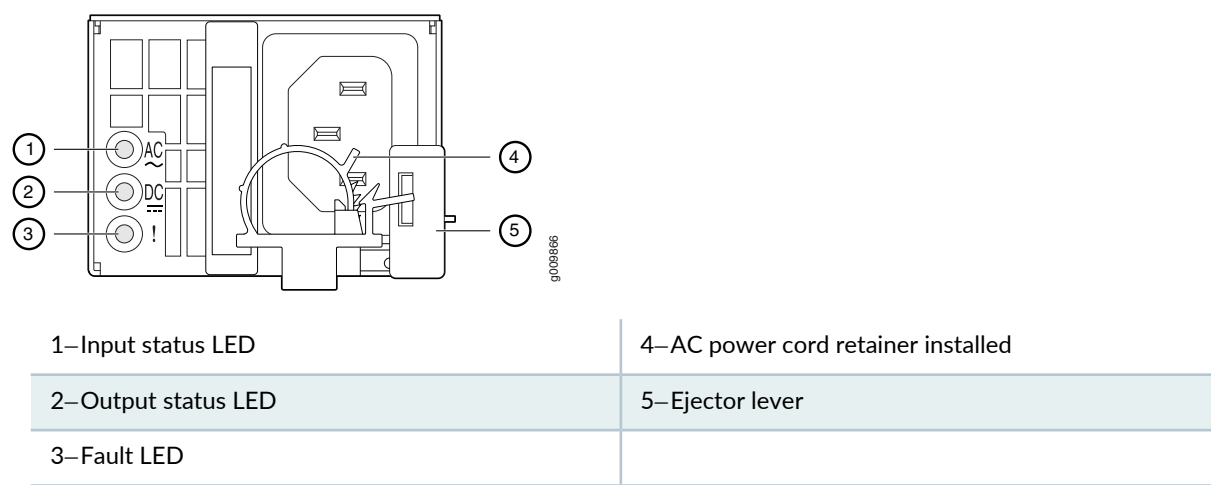 1
AC
2
DC
3
!
4
5
g009866
1—Input status LED
4—AC power cord retainer installed
2—Output status LED
5—Ejector lever
3—Fault LED